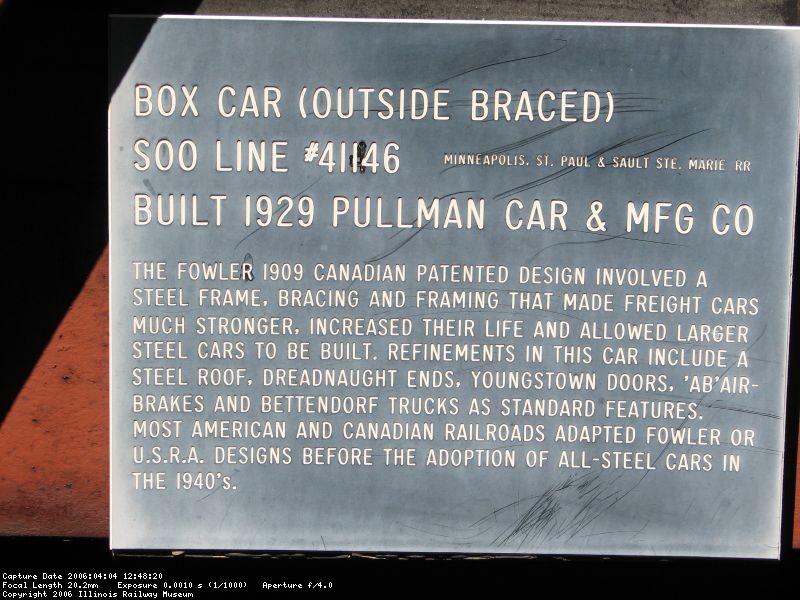 BOX CAR (OUTSIDE BRACED)
SOO LINE #41146 MINNEAPOLIS. ST. PAUL & SAULT STE. MARIE RR
BUILT 1929 PULLMAN CAR & MFG CO
THE FOWLER 1909 CANADIAN PATENTED DESIGN INVOLVED A
STEEL FRAME, BRACING AND FRAMING THAT MADE FREIGHT CARS
MUCH STRONGER, INCREASED THEIR LIFE AND ALLOWED LARGER
STEEL CARS TO BE BUILT. REFINEMENTS IN THIS CAR INCLUDE A
STEEL ROOF, DREADNAUGHT ENDS, YOUNGSTOWN DOORS, 'AB'AIR-
BRAKES AND BETTENDORF TRUCKS AS STANDARD FEATURES.
MOST AMERICAN AND CANADIAN RAILROADS ADAPTED FOWLER OR
U.S.R.A. DESIGNS BEFORE THE ADOPTION OF ALL-STEEL CARS IN
THE 1940's.
Capture Date 2006:04:04 12:48:20
Focal Length 20.2mm Exposure 0.0010 s (1/1000) Aperture f/4.0
Copyright 2006 Illinois Railway Museum